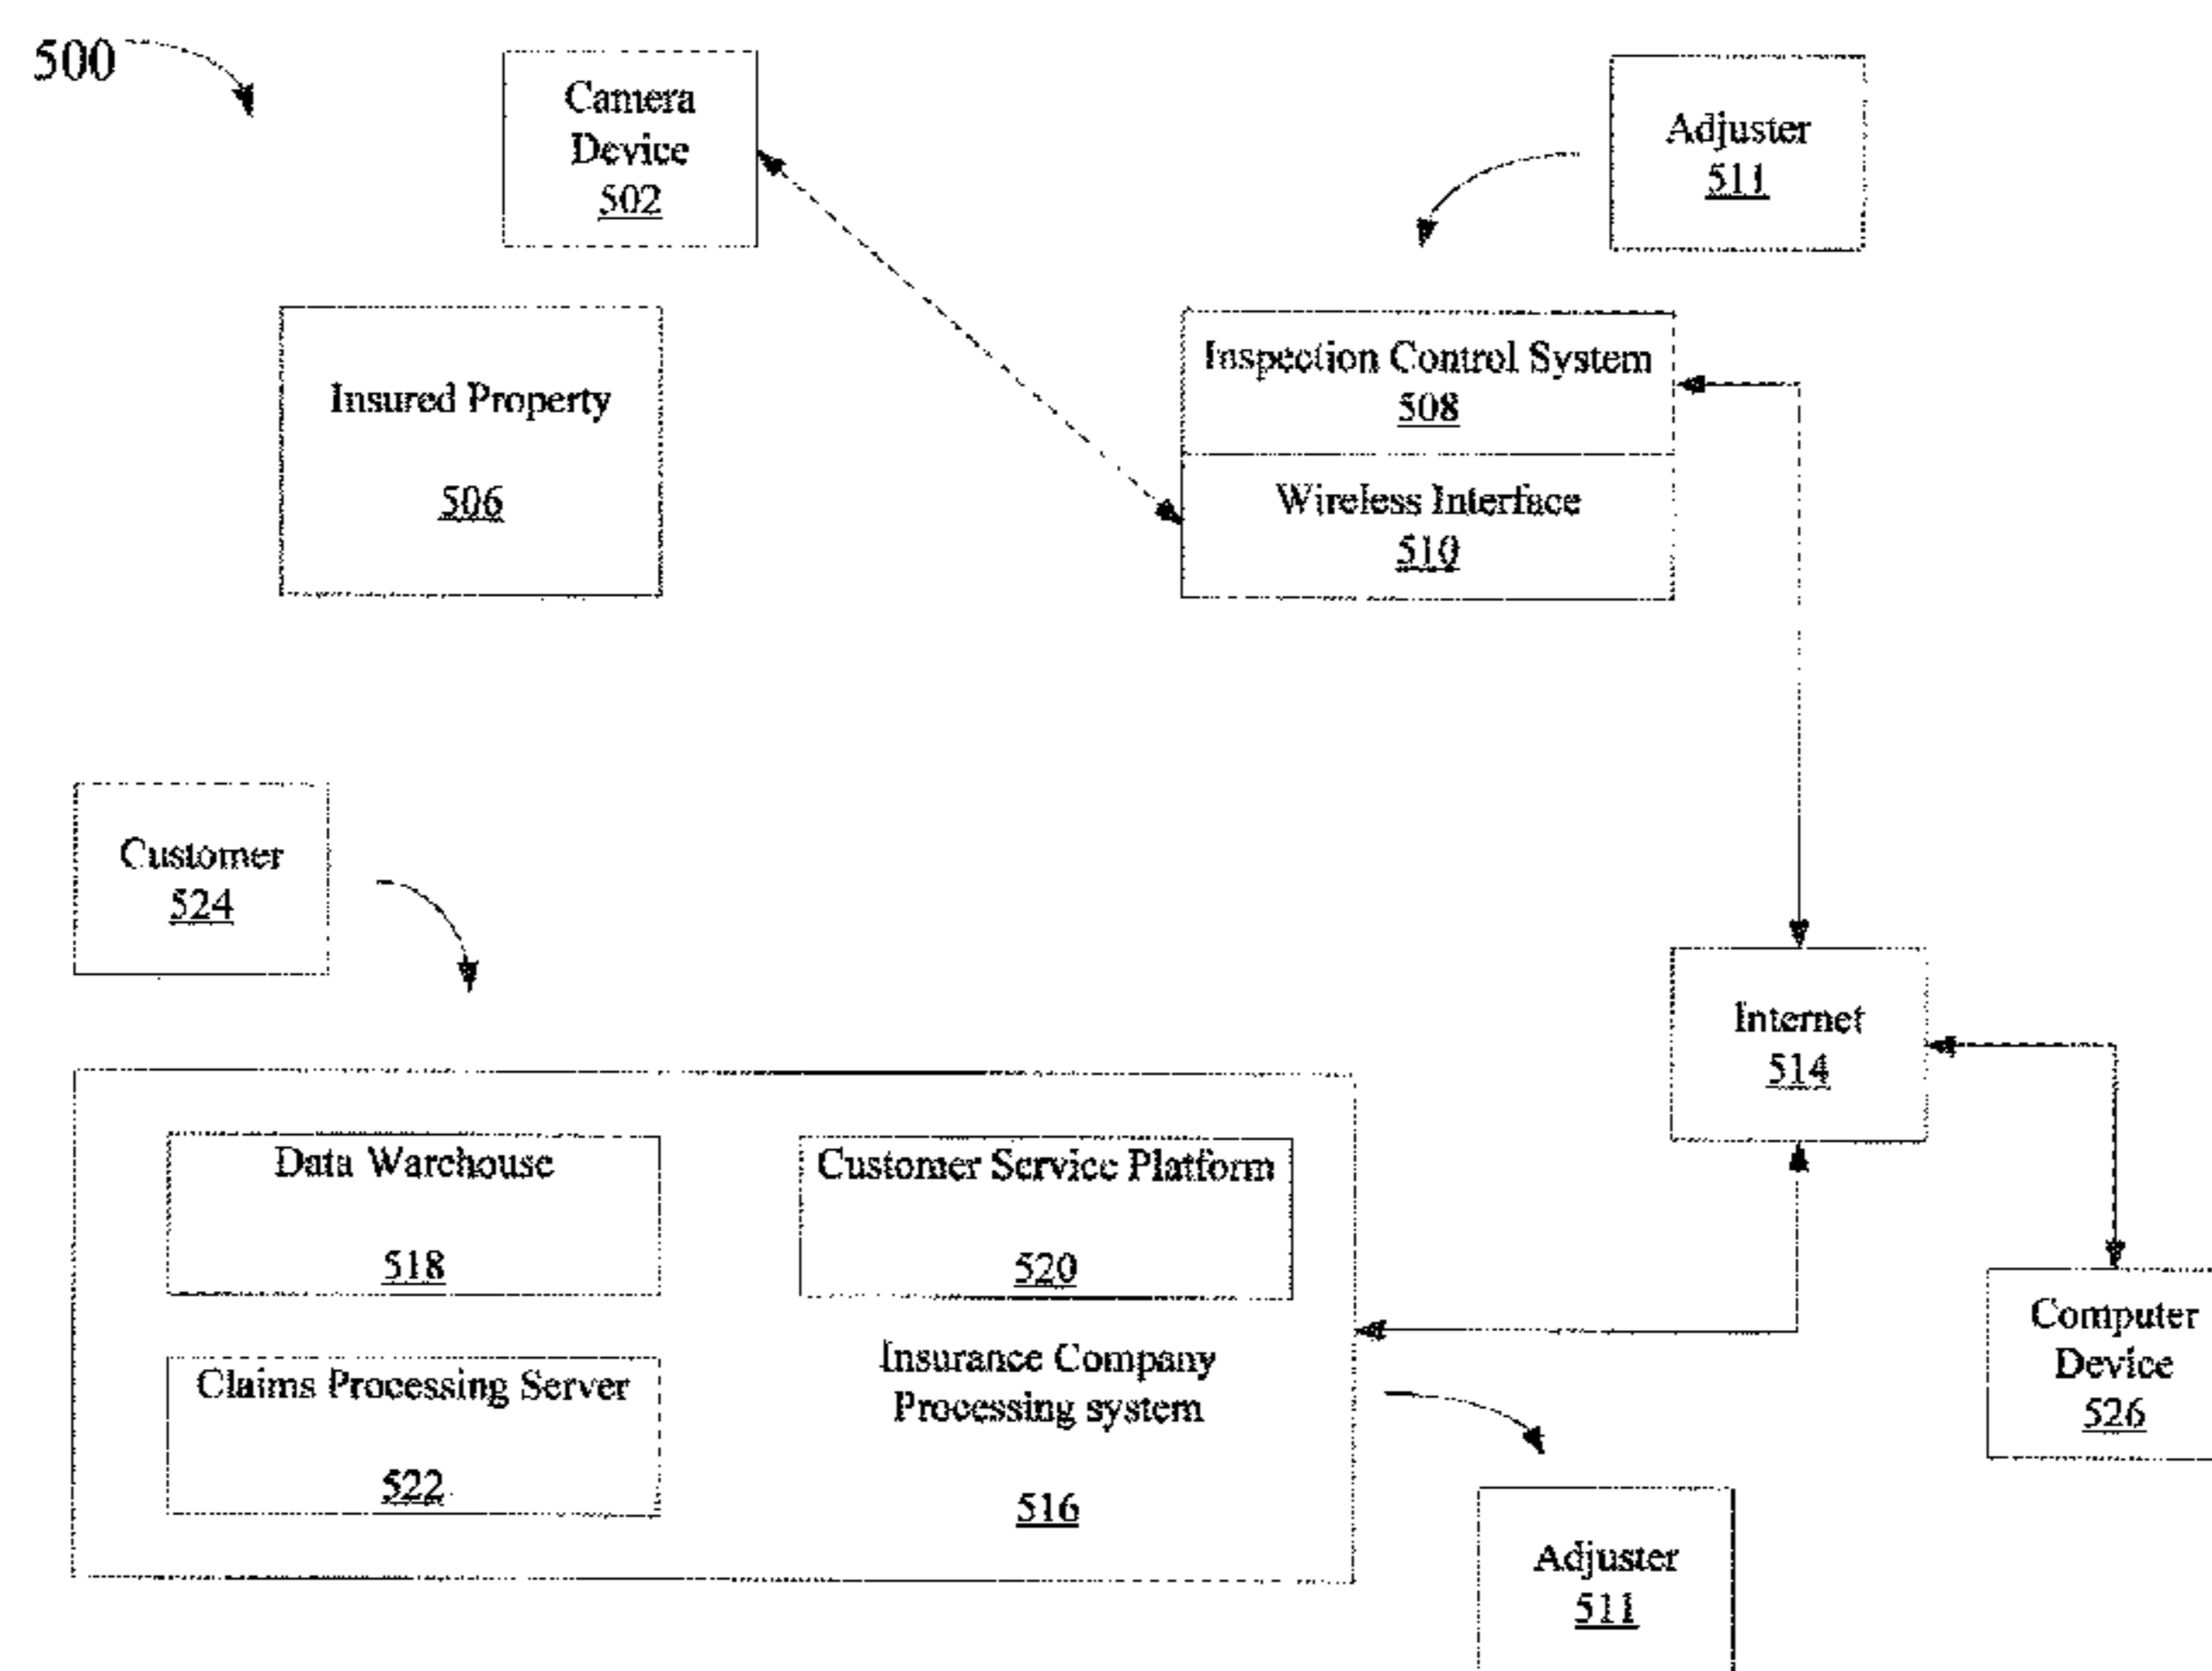 500
Camera
Device
502
Adjuster
511
Insured Property
506
Inspection Control System
508
Wireless Interface
510
Customer
524
Internet
514
Data Warehouse
518
Customer Service Platform
520
Claims Processing Server
522
Insurance Company
Processing system
516
Computer
Device
526
Adjuster
511